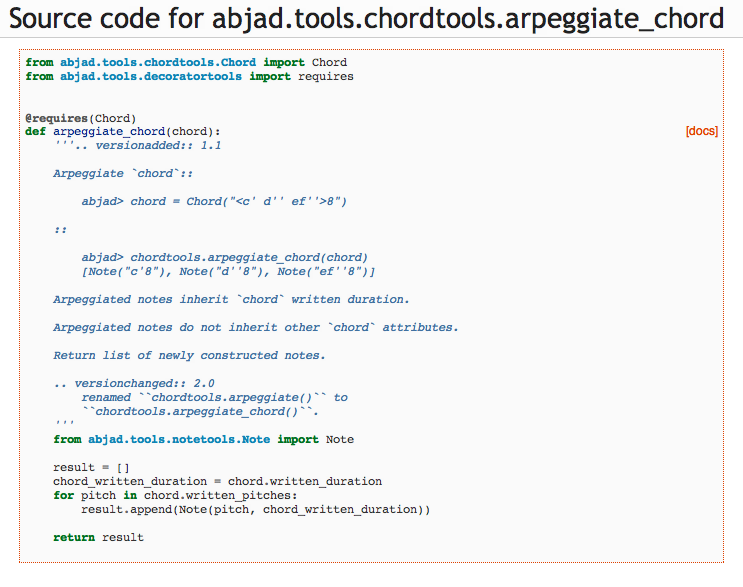 Source code for abjad.tools.chordtools.arpeggiate_chord
from abjad.tools.chordtools.Chord import Chord
from abjad.tools.decoratortools import requires
@requires(Chord)
def arpeggiate_chord(chord): [docs]
    '''.. versionadded:: 1.1
    Arpeggiate `chord`::
        abjad> chord = Chord("<c' d'' ef''>8")
    ::
        abjad> chordtools.arpeggiate_chord(chord)
        [Note("c'8"), Note("d''8"), Note("ef''8")]
    Arpeggiated notes inherit `chord` written duration.
    Arpeggiated notes do not inherit other `chord` attributes.
    Return list of newly constructed notes.
    .. versionchanged:: 2.0
        renamed ``chordtools.arpeggiate()`` to
        ``chordtools.arpeggiate_chord()``.
    '''
    from abjad.tools.notetools.Note import Note
    result = []
    chord_written_duration = chord.written_duration
    for pitch in chord.written_pitches:
        result.append(Note(pitch, chord_written_duration))
    return result